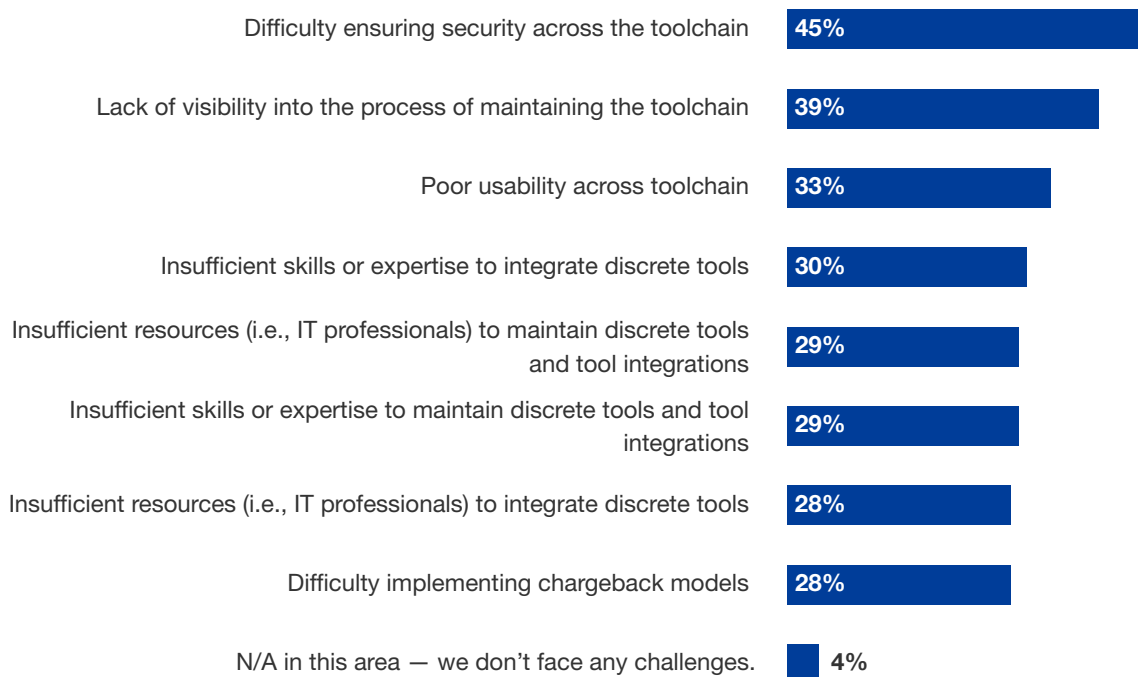 Difficulty ensuring security across the toolchain 45%
Lack of visibility into the process of maintaining the toolchain 39%
Poor usability across toolchain 33%
Insufficient skills or expertise to integrate discrete tools 30%
Insufficient resources (i.e., IT professionals) to maintain discrete tools
and tool integrations
29%
Insufficient skills or expertise to maintain discrete tools and tool
integrations
29%
Insufficient resources (i.e., IT professionals) to integrate discrete tools 28%
Difficulty implementing chargeback models 28%
N/A in this area — we don’t face any challenges. 4%